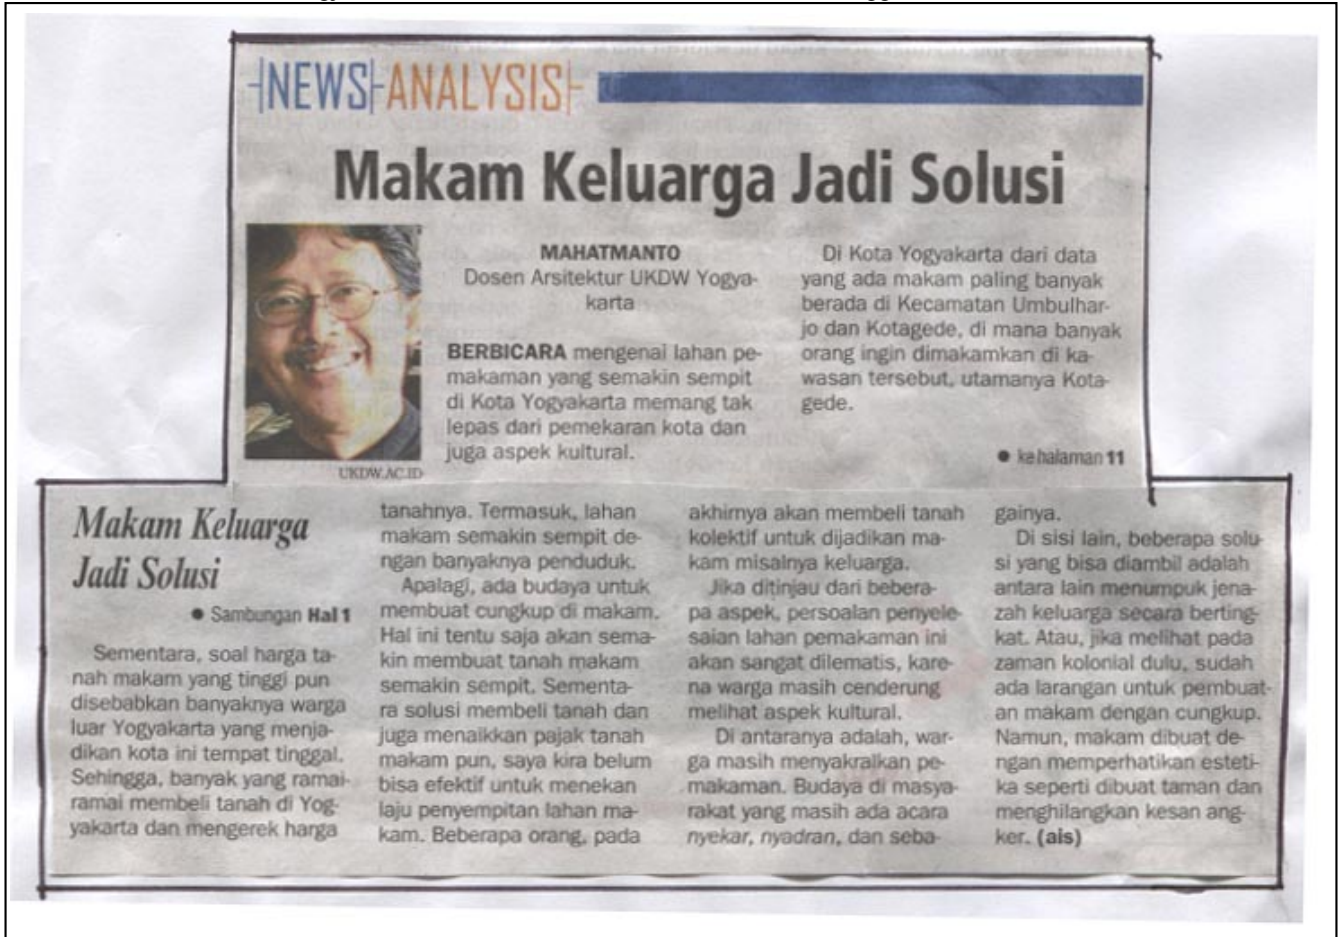 NEWS ANALYSIS
Makam Keluarga Jadi Solusi
UKDW.AC.ID
MAHATMANTO
Dosen Arsitektur UKDW Yogya-
karta
BERBICARA mengenai lahan pe-
makaman yang semakin sempit
di Kota Yogyakarta memang tak
lepas dari pemekaran kota dan
juga aspek kultural.
Di Kota Yogyakarta dari data
yang ada makam paling banyak
berada di Kecamatan Umbulhar-
jo dan Kotagede, di mana banyak
orang ingin dimakamkan di ka-
wasan tersebut, utamanya Kota-
gede.
● ke halaman 11
Makam Keluarga
Jadi Solusi
● Sambungan Hal 1
Sementara, soal harga ta-
nah makam yang tinggi pun
disebabkan banyaknya warga
luar Yogyakarta yang menja-
dikan kota ini tempat tinggal.
Sehingga, banyak yang ramai-
ramai membeli tanah di Yog-
yakarta dan mengerek harga
tanahnya. Termasuk, lahan
makam semakin sempit de-
ngan banyaknya penduduk.
Apalagi, ada budaya untuk
membuat cungkup di makam.
Hal ini tentu saja akan sema-
kin membuat tanah makam
semakin sempit. Sementa-
ra solusi membeli tanah dan
juga menaikkan pajak tanah
makam pun, saya kira belum
bisa efektif untuk menekan
laju penyempitan lahan ma-
kam. Beberapa orang, pada
akhirnya akan membeli tanah
kolektif untuk dijadikan ma-
kam misalnya keluarga.
Jika ditinjau dari bebera-
pa aspek, persoalan penyele-
saian lahan pemakaman ini
akan sangat dilematis, kare-
na warga masih cenderung
melihat aspek kultural.
Di antaranya adalah, war-
ga masih menyakralkan pe-
makaman. Budaya di masya-
rakat yang masih ada acara
nyekar, nyadran, dan seba-
gainya.
Di sisi lain, beberapa solu-
si yang bisa diambil adalah
antara lain menumpuk jena-
zah keluarga secara berting-
kat. Atau, jika melihat pada
zaman kolonial dulu, sudah
ada larangan untuk pembuat-
an makam dengan cungkup.
Namun, makam dibuat de-
ngan memperhatikan esteti-
ka seperti dibuat taman dan
menghilangkan kesan ang-
ker. (ais)